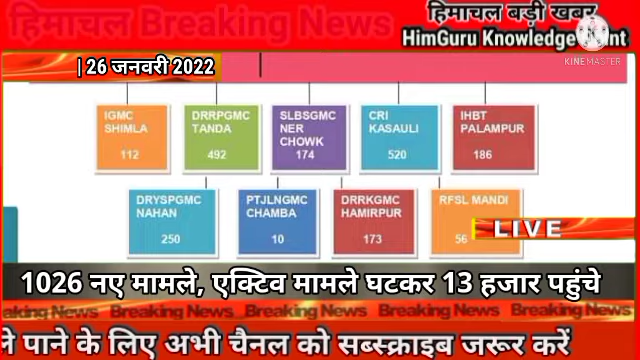 हिमाचल Breaking News
हिमाचल बड़ी खबर
HimGuru Knowledge Point
KINEMASTER
| 26 जनवरी 2022
IGMC SHIMLA
112
DRRPGMC TANDA
492
SLBSGMC NER CHOWK
174
CRI KASAULI
520
IHBT PALAMPUR
186
DRYSPGMC NAHAN
250
PTJLNGMC CHAMBA
10
DRRKGMC HAMIRPUR
173
RFSL MANDI
56
LIVE
1026 नए मामले, एक्टिव मामले घटकर 13 हजार पहुंचे
Breaking News Breaking News Breaking News Breaking News
ले पाने के लिए अभी चैनल को सब्स्क्राइब जरूर करें